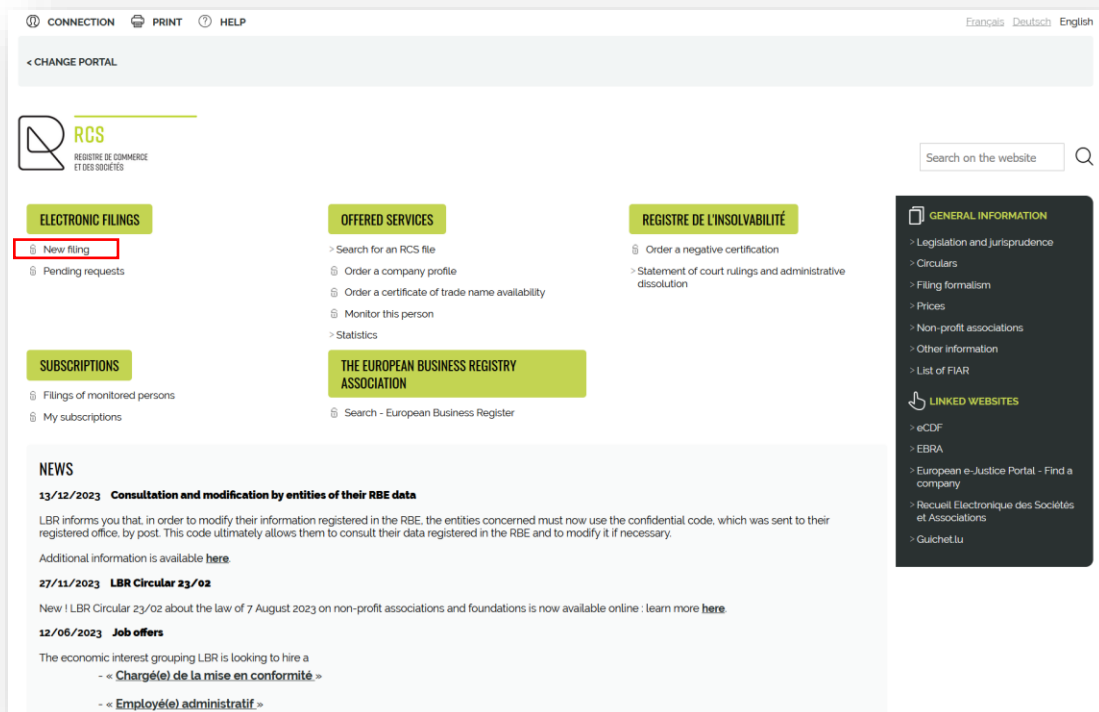 CONNECTION PRINT HELP
Français Deutsch English
< CHANGE PORTAL
RCS
REGISTRE DE COMMERCE
ET DES SOCIÉTÉS
Search on the website
ELECTRONIC FILINGS
New filing
Pending requests
OFFERED SERVICES
> Search for an RCS file
Order a company profile
Order a certificate of trade name availability
Monitor this person
> Statistics
REGISTRE DE L'INSOLVABILITÉ
Order a negative certification
> Statement of court rulings and administrative
dissolution
SUBSCRIPTIONS
Filings of monitored persons
My subscriptions
THE EUROPEAN BUSINESS REGISTRY
ASSOCIATION
Search - European Business Register
GENERAL INFORMATION
> Legislation and jurisprudence
> Circulars
> Filing formalism
> Prices
> Non-profit associations
> Other information
> List of FIAR
LINKED WEBSITES
> eCDF
> EBRA
> European e-Justice Portal - Find a
company
> Recueil Electronique des Sociétés
et Associations
> Guichet.lu
NEWS
13/12/2023 Consultation and modification by entities of their RBE data
LBR informs you that, in order to modify their information registered in the RBE, the entities concerned must now use the confidential code, which was sent to their
registered office, by post. This code ultimately allows them to consult their data registered in the RBE and to modify it if necessary.
Additional information is available here.
27/11/2023 LBR Circular 23/02
New ! LBR Circular 23/02 about the law of 7 August 2023 on non-profit associations and foundations is now available online : learn more here.
12/06/2023 Job offers
The economic interest grouping LBR is looking to hire a
- « Chargé(e) de la mise en conformité »
- « Employé(e) administratif »